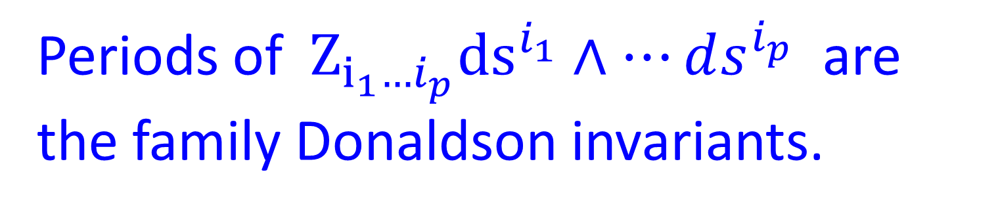 Periods of Z_{i_1…i_p} ds^{i_1} ∧ ⋯ ds^{i_p} are
the family Donaldson invariants.